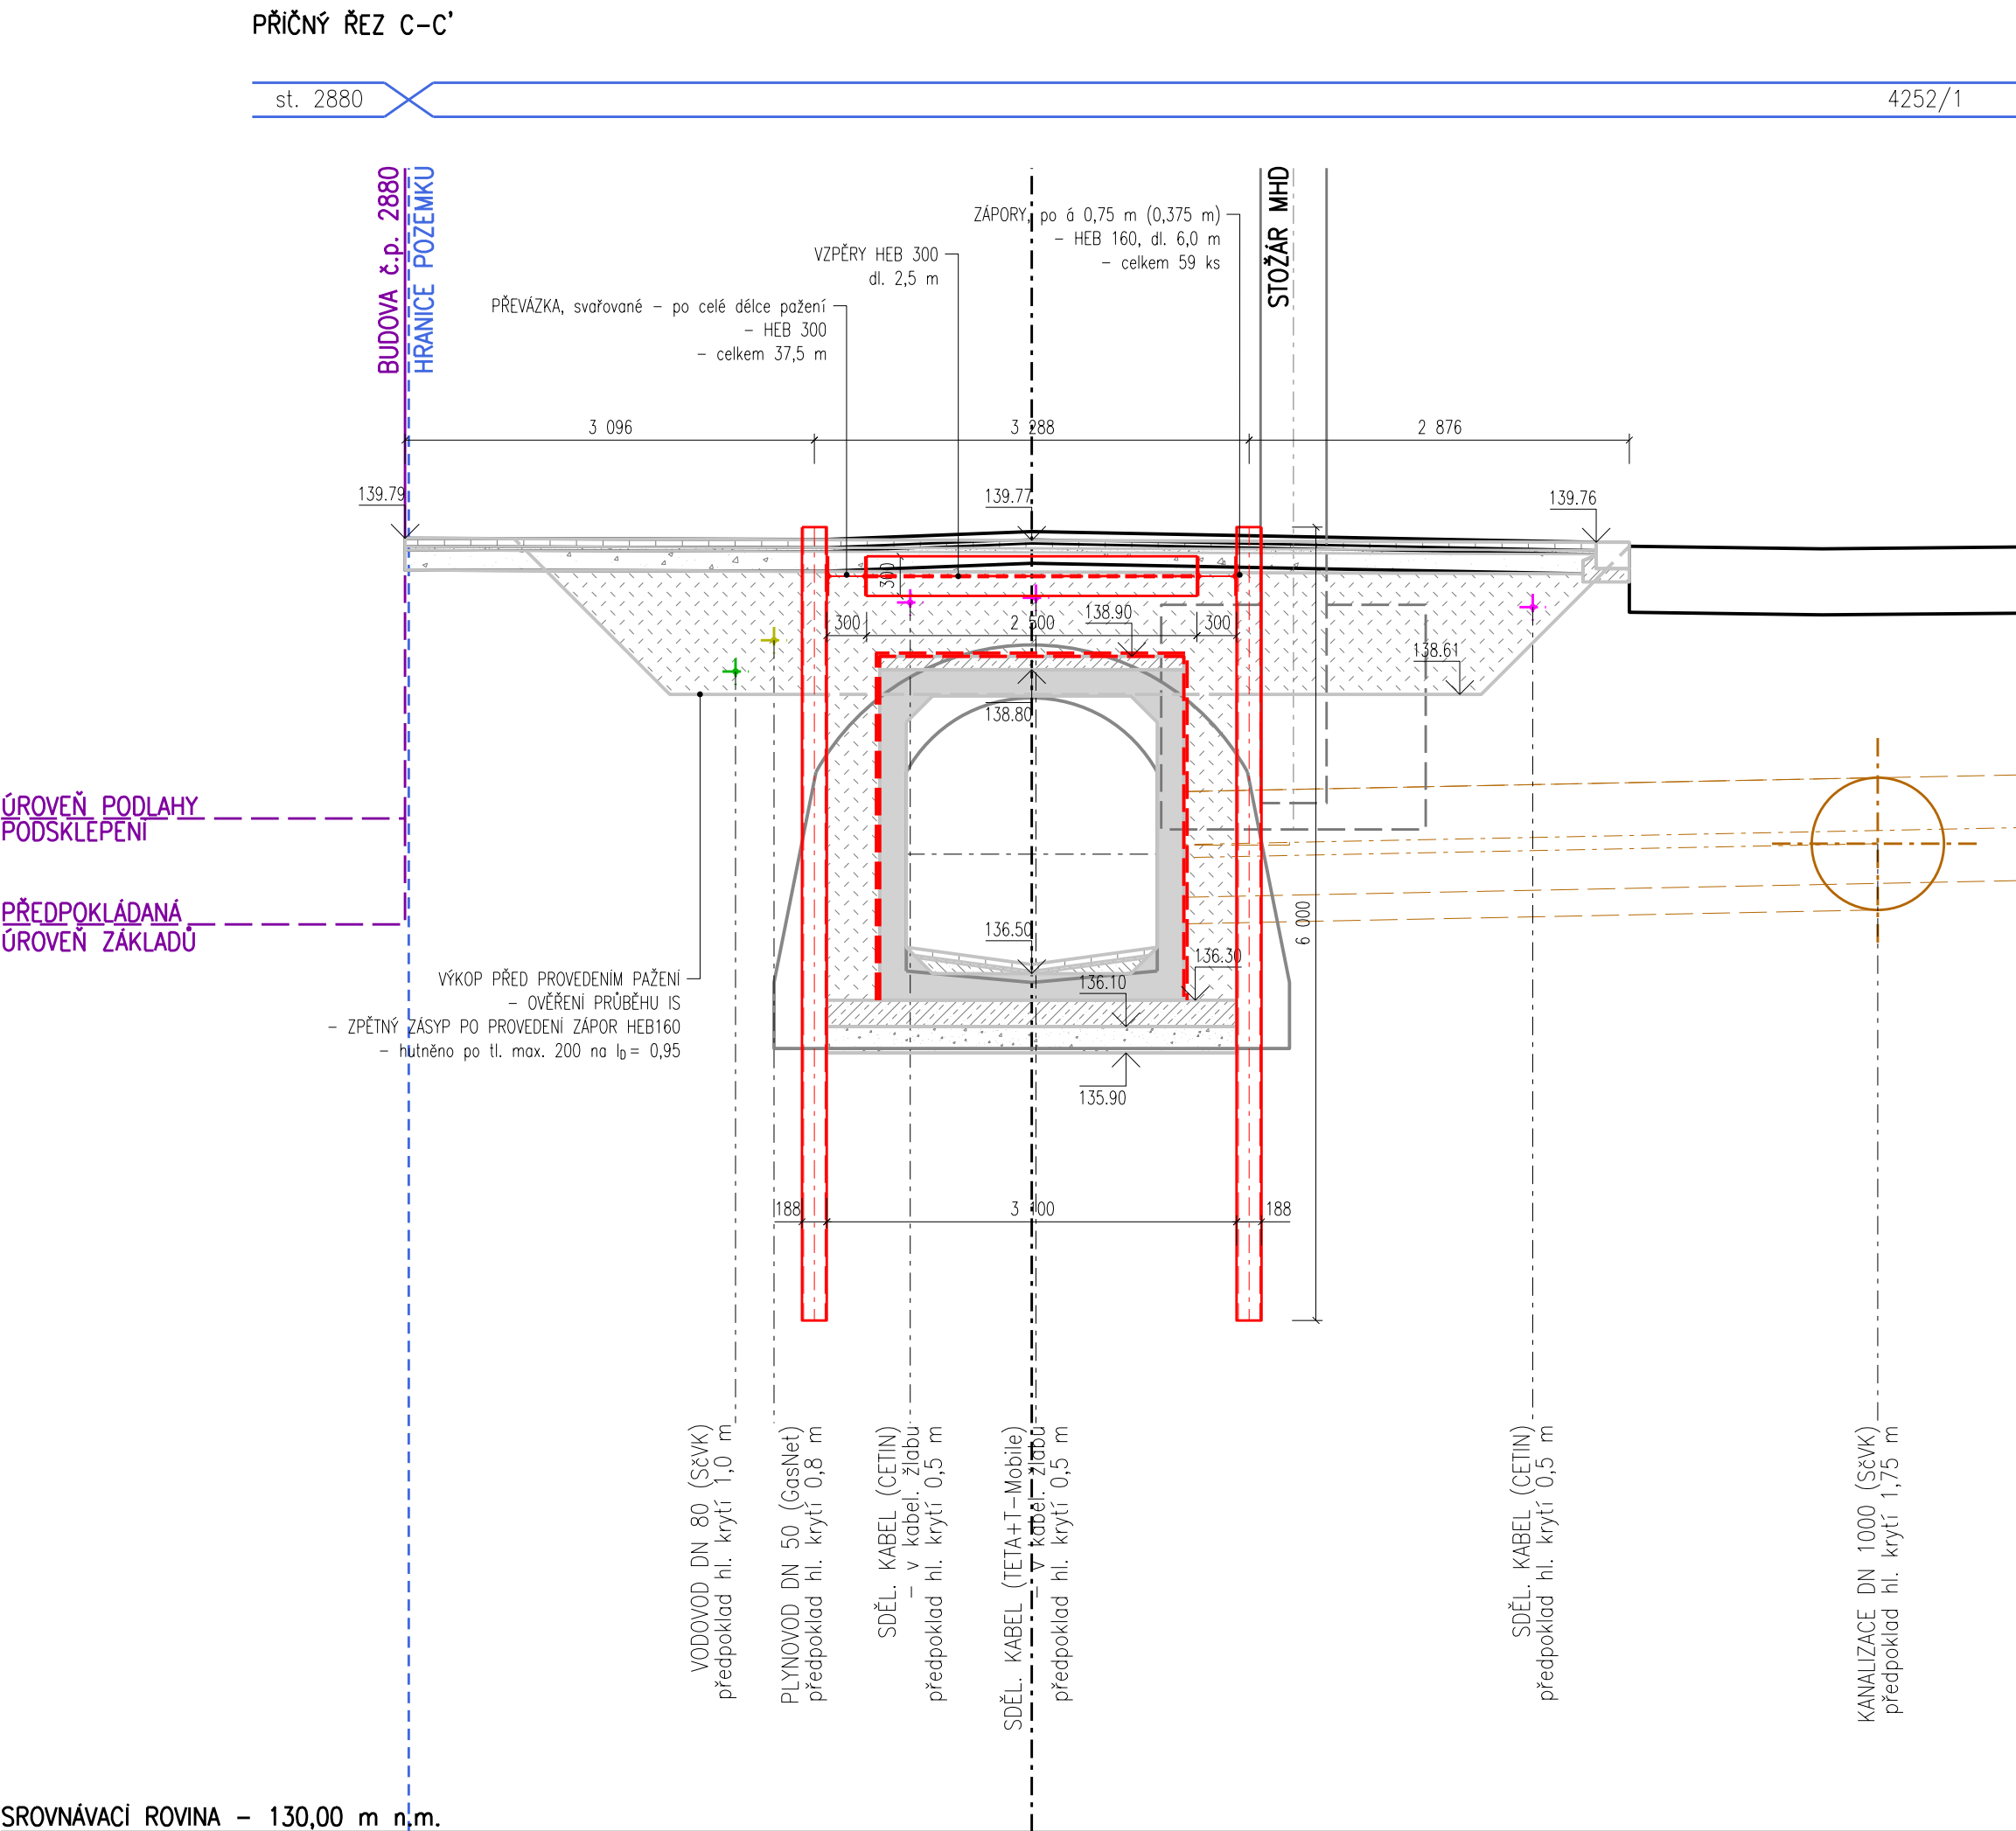 PŘÍČNÝ ŘEZ C-C'
st. 2880
4252/1
BUDOVA č.p. 2880
HRANICE POZEMKU
STOŽÁR MHD
ZÁPORY, po á 0,75 m (0,375 m)
- HEB 160, dl. 6,0 m
- celkem 59 ks
VZPĚRY HEB 300
dl. 2,5 m
PŘEVÁZKA, svařované - po celé délce pažení
- HEB 300
- celkem 37,5 m
3 096
3 288
2 876
139.79
139.77
139.76
300
300
2 500
300
138.90
138.61
138.80
ÚROVEŇ PODLAHY
PODSKLEPENÍ
PŘEDPOKLÁDANÁ
ÚROVEŇ ZÁKLADŮ
6 000
136.50
136.30
136.10
135.90
VÝKOP PŘED PROVEDENÍM PAŽENÍ
- OVĚŘENÍ PRŮBĚHU IS
- ZPĚTNÝ ZÁSYP PO PROVEDENÍ ZÁPOR HEB160
- hutněno po tl. max. 200 na ID= 0,95
188
3 100
188
VODOVOD DN 80 (SčVK)
předpoklad hl. krytí 1,0 m
PLYNOVOD DN 50 (GasNet)
předpoklad hl. krytí 0,8 m
SDĚL. KABEL (CETIN)
- v kabel. žlabu
předpoklad hl. krytí 0,5 m
SDĚL. KABEL (TETA+T-Mobile)
- v kabel. žlabu
předpoklad hl. krytí 0,5 m
SDĚL. KABEL (CETIN)
předpoklad hl. krytí 0,5 m
KANALIZACE DN 1000 (SčVK)
předpoklad hl. krytí 1,75 m
SROVNÁVACÍ ROVINA - 130,00 m n.m.